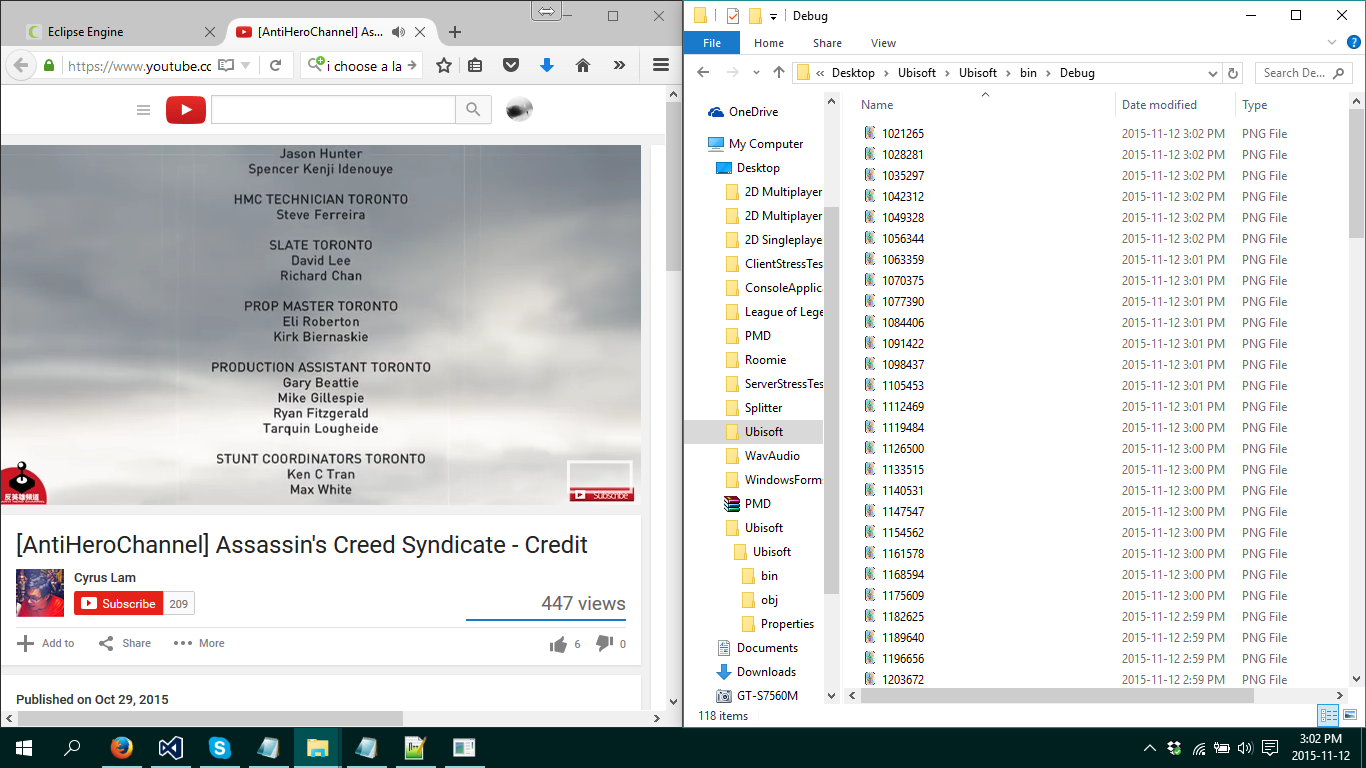 Eclipse Engine
[AntiHeroChannel] As...
https://www.youtube.cc
i choose a la
Jason Hunter
Spencer Kenji Idenouye
HMC TECHNICIAN TORONTO
Steve Ferreira
SLATE TORONTO
David Lee
Richard Chan
PROP MASTER TORONTO
Eli Roberton
Kirk Biernaskie
PRODUCTION ASSISTANT TORONTO
Gary Beattie
Mike Gillespie
Ryan Fitzgerald
Tarquin Lougheide
STUNT COORDINATORS TORONTO
Ken C Tran
Max White
反英雄頻道
Subscribe
[AntiHeroChannel] Assassin's Creed Syndicate - Credit
Cyrus Lam
Subscribe 209
447 views
Add to Share More 6 0
Published on Oct 29, 2015
Debug
File Home Share View
« Desktop › Ubisoft › Ubisoft › bin › Debug
Search De...
OneDrive
My Computer
Desktop
2D Multiplayer
2D Multiplayer
2D Singleplaye
ClientStressTes
ConsoleApplic
League of Lege
PMD
Roomie
ServerStressTes
Splitter
Ubisoft
WavAudio
WindowsForm
PMD
Ubisoft
Ubisoft
bin
obj
Properties
Documents
Downloads
GT-S7560M
Name Date modified Type
1021265 2015-11-12 3:02 PM PNG File
1028281 2015-11-12 3:02 PM PNG File
1035297 2015-11-12 3:02 PM PNG File
1042312 2015-11-12 3:02 PM PNG File
1049328 2015-11-12 3:02 PM PNG File
1056344 2015-11-12 3:02 PM PNG File
1063359 2015-11-12 3:01 PM PNG File
1070375 2015-11-12 3:01 PM PNG File
1077390 2015-11-12 3:01 PM PNG File
1084406 2015-11-12 3:01 PM PNG File
1091422 2015-11-12 3:01 PM PNG File
1098437 2015-11-12 3:01 PM PNG File
1105453 2015-11-12 3:01 PM PNG File
1112469 2015-11-12 3:01 PM PNG File
1119484 2015-11-12 3:00 PM PNG File
1126500 2015-11-12 3:00 PM PNG File
1133515 2015-11-12 3:00 PM PNG File
1140531 2015-11-12 3:00 PM PNG File
1147547 2015-11-12 3:00 PM PNG File
1154562 2015-11-12 3:00 PM PNG File
1161578 2015-11-12 3:00 PM PNG File
1168594 2015-11-12 3:00 PM PNG File
1175609 2015-11-12 3:00 PM PNG File
1182625 2015-11-12 2:59 PM PNG File
1189640 2015-11-12 2:59 PM PNG File
1196656 2015-11-12 2:59 PM PNG File
1203672 2015-11-12 2:59 PM PNG File
118 items
3:02 PM
2015-11-12